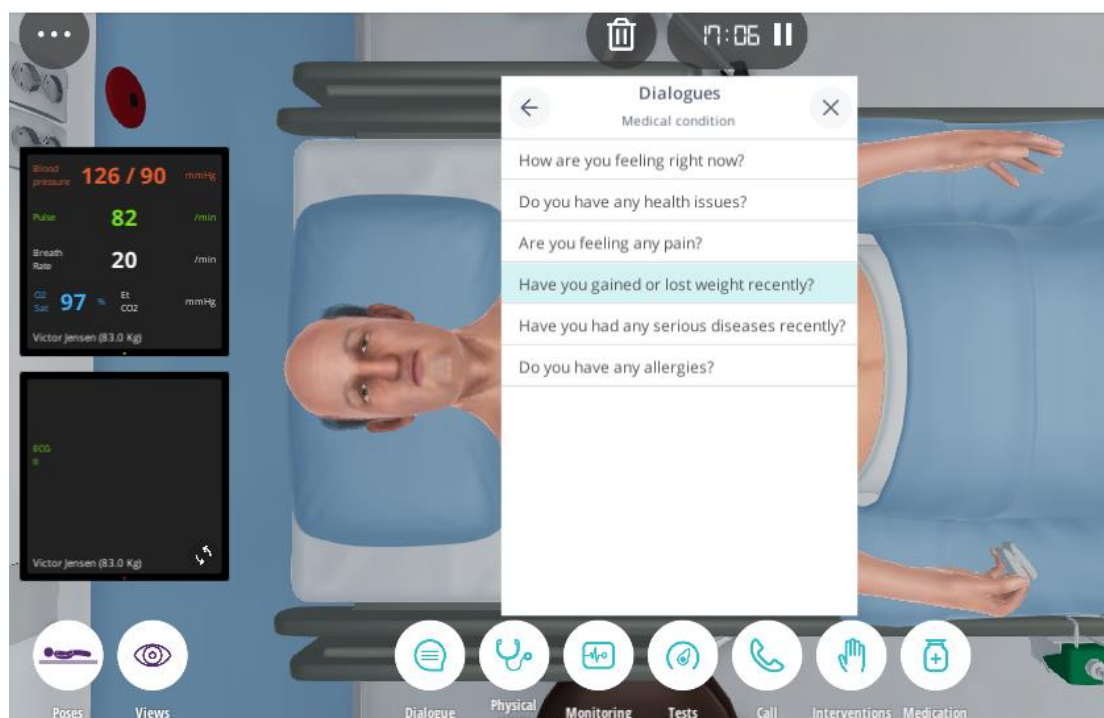 17:06
Dialogues
Medical condition
How are you feeling right now?
Do you have any health issues?
Are you feeling any pain?
Have you gained or lost weight recently?
Have you had any serious diseases recently?
Do you have any allergies?
Blood pressure 126 / 90 mmHg
Pulse 82 /min
Breath Rate 20 /min
O2 Sat 97 % Et CO2 mmHg
Victor Jensen (83.0 Kg)
ECG
II
Victor Jensen (83.0 Kg)
Poses
Views
Dialogue
Physical
Monitoring
Tests
Call
Interventions
Medication